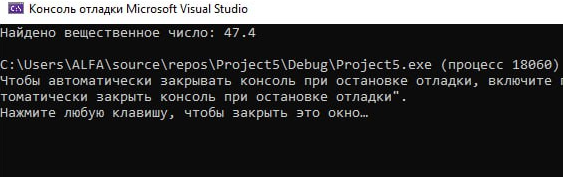 Консоль отладки Microsoft Visual Studio
Найдено вещественное число: 47.4
C:\Users\ALFA\source\repos\Project5\Debug\Project5.exe (процесс 18060)
Чтобы автоматически закрывать консоль при остановке отладки, включите
томатически закрыть консоль при остановке отладки".
Нажмите любую клавишу, чтобы закрыть это окно…